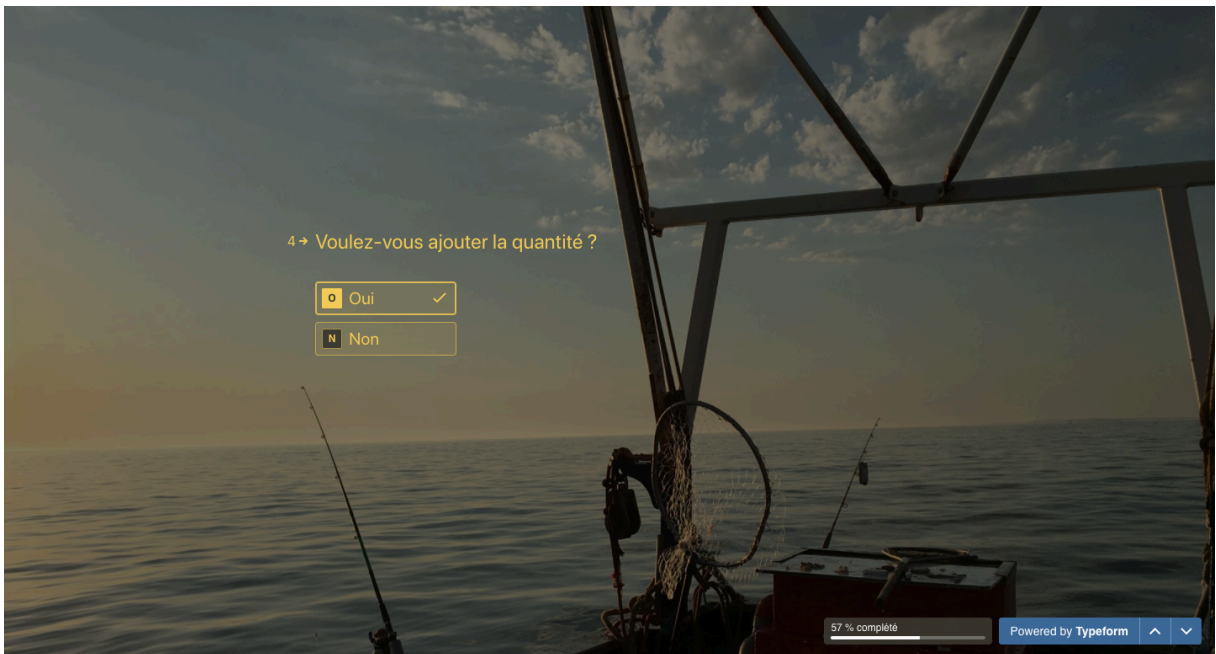 4→ Voulez-vous ajouter la quantité ?
O Oui
N Non
57 % complété
Powered by Typeform